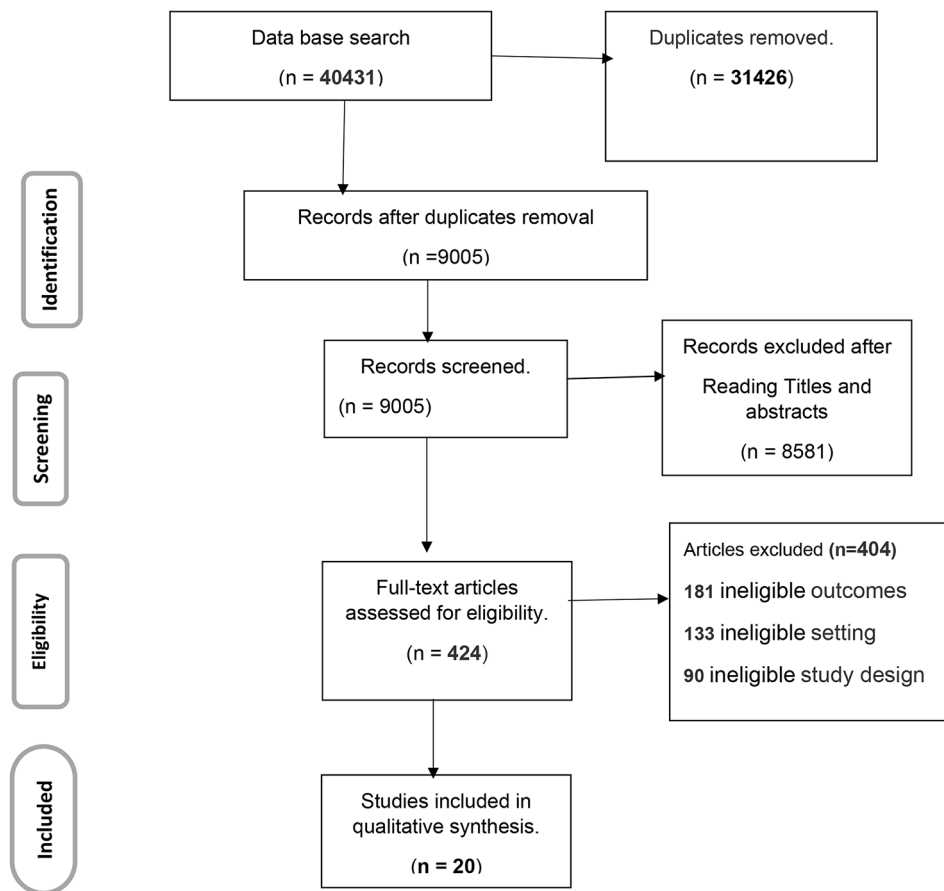 Data base search
(n = 40431)
Duplicates removed.
(n = 31426)
Identification
Records after duplicates removal
(n =9005)
Screening
Records screened.
(n = 9005)
Records excluded after
Reading Titles and
abstracts
(n = 8581)
Eligibility
Full-text articles
assessed for eligibility.
(n = 424)
Articles excluded (n=404)
181 ineligible outcomes
133 ineligible setting
90 ineligible study design
Included
Studies included in
qualitative synthesis.
(n = 20)